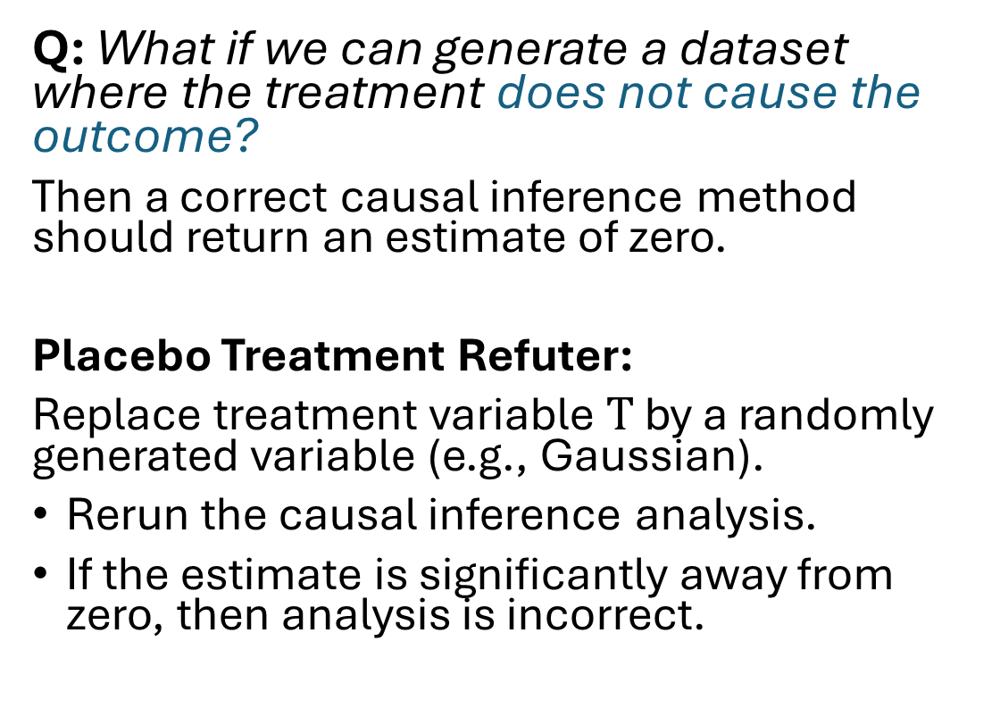 Q: What if we can generate a dataset
where the treatment does not cause the
outcome?
Then a correct causal inference method
should return an estimate of zero.
Placebo Treatment Refuter:
Replace treatment variable T by a randomly
generated variable (e.g., Gaussian).
• Rerun the causal inference analysis.
• If the estimate is significantly away from
zero, then analysis is incorrect.